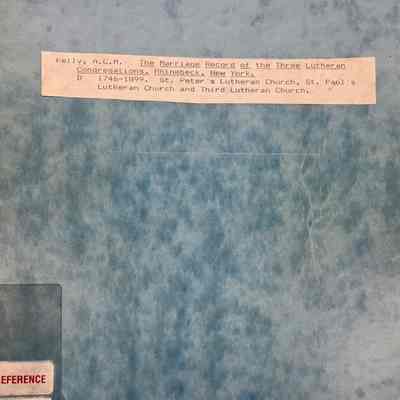 Kelly, A.C.M. The Marriage Record of the Three Lutheran
Congregations, Rhinebeck, New York.
D 1746-1899. St. Peter's Lutheran Church, St. Paul's
Lutheran Church and Third Lutheran Church.
EFERENCE